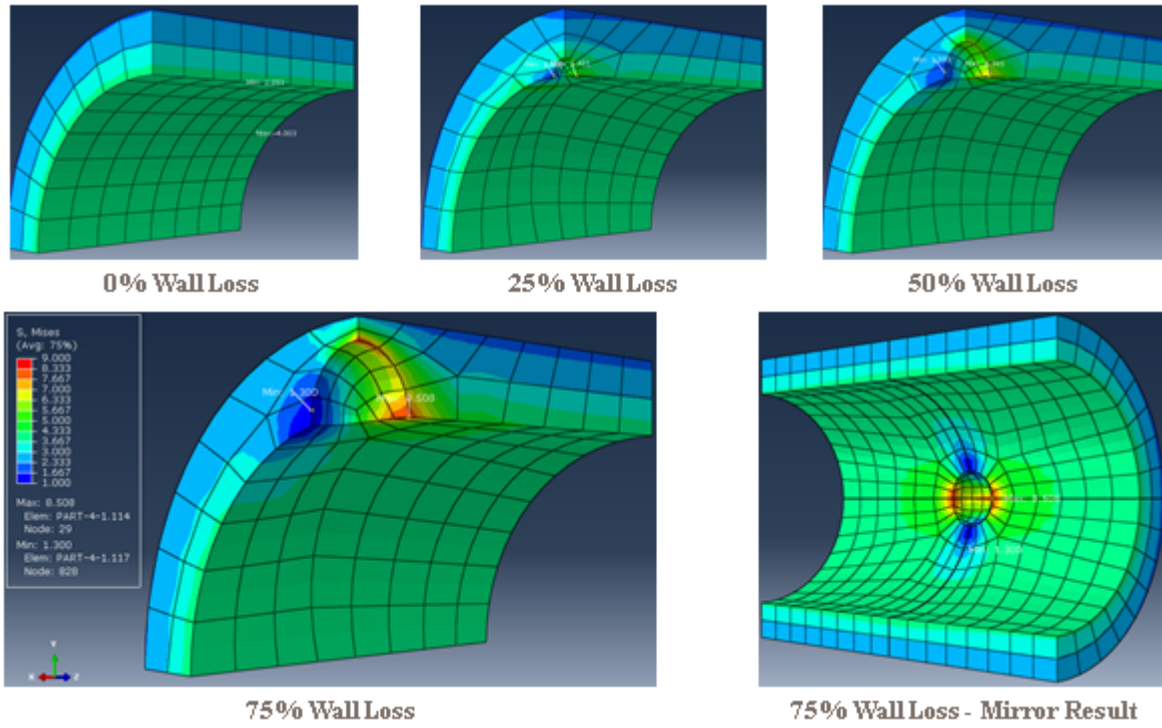 0% Wall Loss
25% Wall Loss
50% Wall Loss
S, Mises
(Avg: 75%)
9.000
8.333
7.667
7.000
6.333
5.667
5.000
4.333
3.667
3.000
2.333
1.667
1.000
Max: 8.508
Elem: PART-4-1.114
Node: 29
Min: 1.300
Elem: PART-4-1.117
Node: 828
Min: 1.300
Max: 8.508
Y
X
Z
75% Wall Loss
75% Wall Loss - Mirror Result